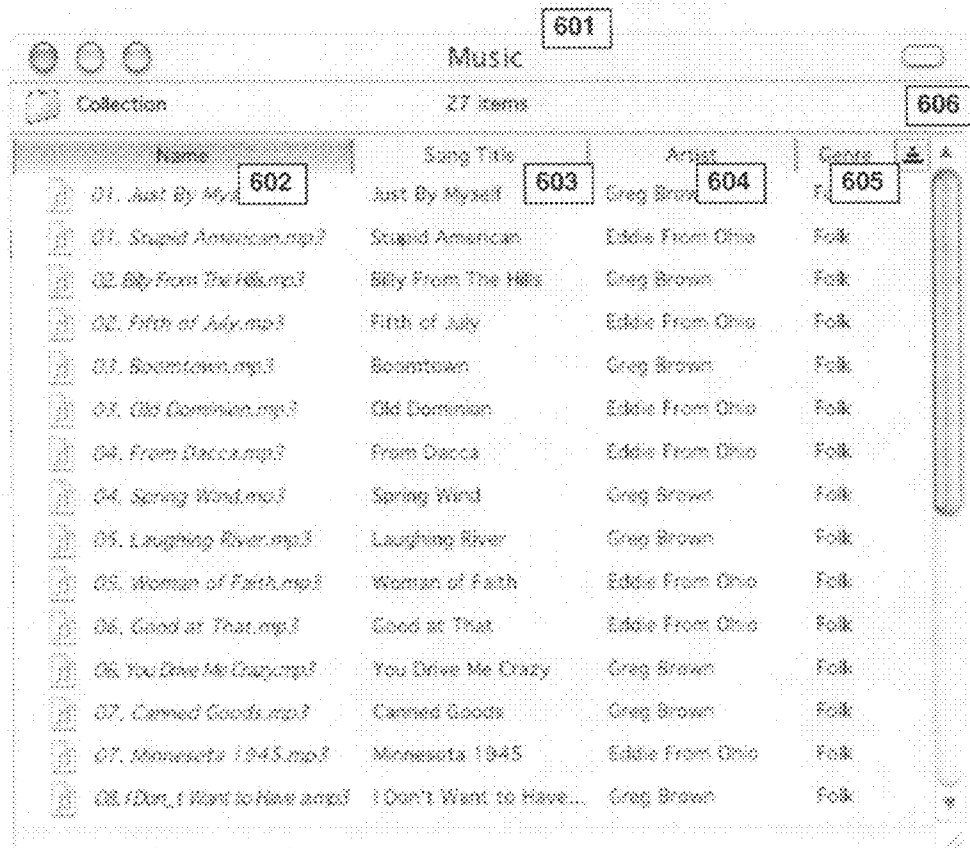 601
Music
Collection 27 items
606
Name Song Title Artist Genre
602 603 604 605
01. Just By Just By Myself Greg
01. Stupid American.mp3 Stupid American Eddie From Ohio Folk
02. Billy From The Hills.mp3 Billy From The Hills Greg Brown Folk
02. Fifth of July.mp3 Fifth of July Eddie From Ohio Folk
03. Boomtown.mp3 Boomtown Greg Brown Folk
03. Old Dominion.mp3 Old Dominion Eddie From Ohio Folk
04. From Dacca.mp3 From Dacca Eddie From Ohio Folk
04. Spring Wind.mp3 Spring Wind Greg Brown Folk
05. Laughing River.mp3 Laughing River Greg Brown Folk
05. Woman of Faith.mp3 Woman of Faith Eddie From Ohio Folk
06. Good at That.mp3 Good at That Eddie From Ohio Folk
06. You Drive Me Crazy.mp3 You Drive Me Crazy Greg Brown Folk
07. Canned Goods.mp3 Canned Goods Greg Brown Folk
07. Minnesota 1945.mp3 Minnesota 1945 Eddie From Ohio Folk
08. I Don_t Want to Have a.mp3 I Don't Want to Have... Greg Brown Folk